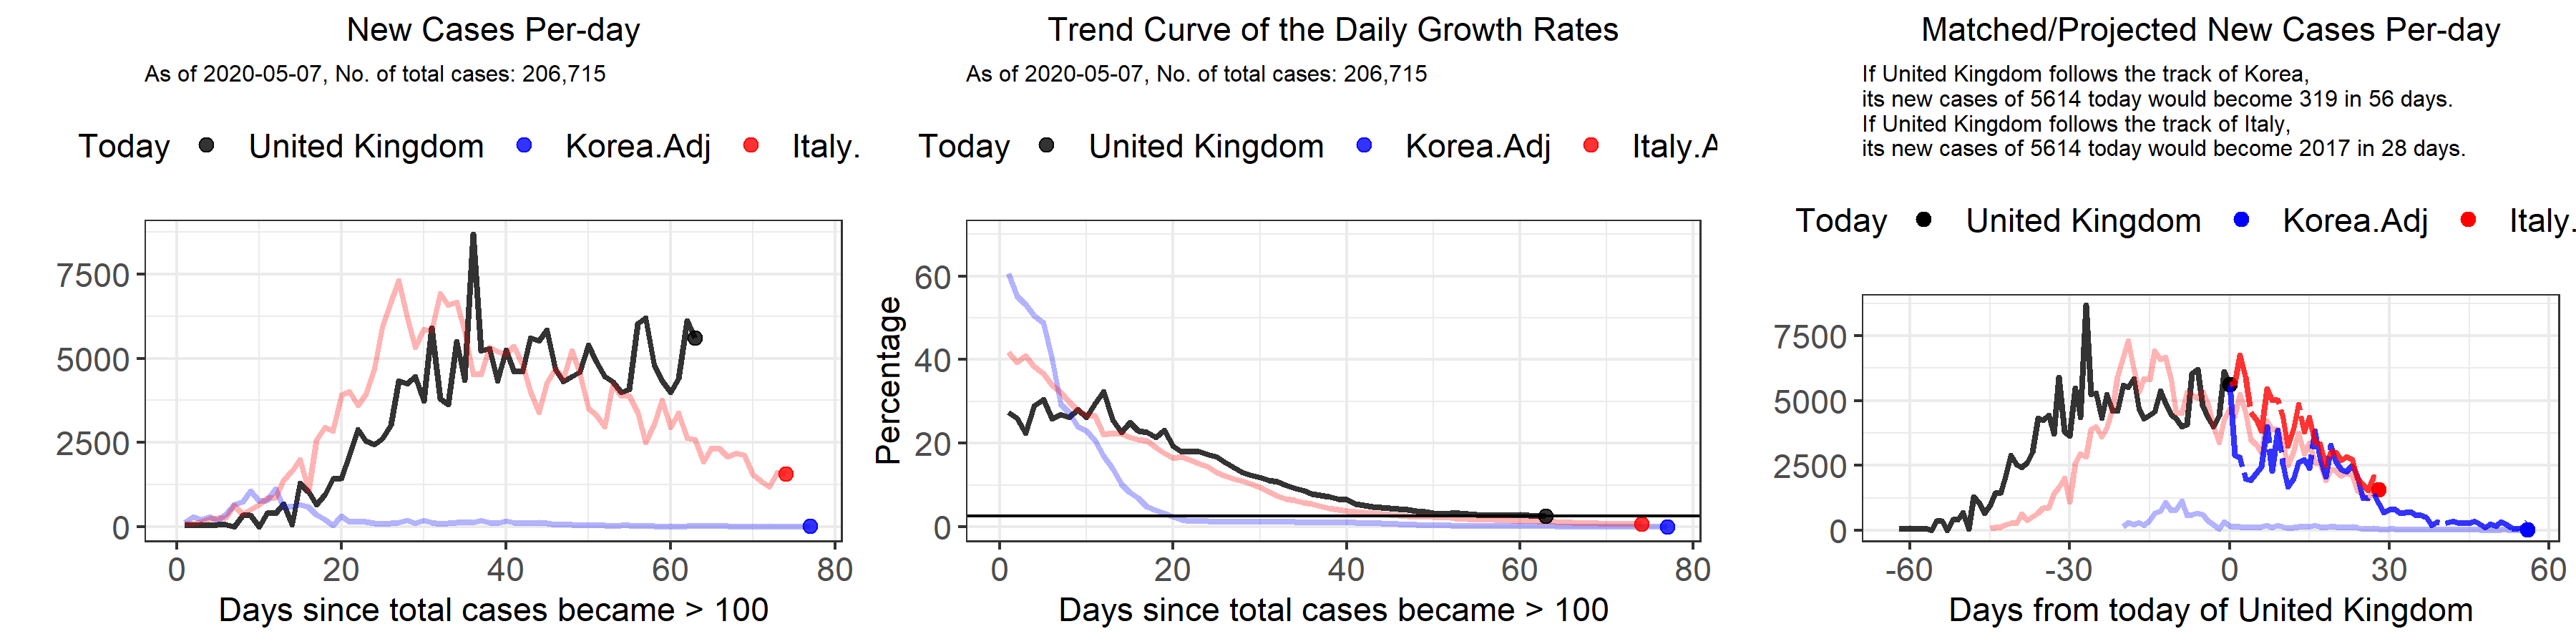 New Cases Per-day
As of 2020-05-07, No. of total cases: 206,715
Today United Kingdom Korea.Adj Italy.
7500
5000
2500
0
0 20 40 60 80
Days since total cases became > 100
Trend Curve of the Daily Growth Rates
As of 2020-05-07, No. of total cases: 206,715
Today United Kingdom Korea.Adj Italy.A
Percentage
60
40
20
0
0 20 40 60 80
Days since total cases became > 100
Matched/Projected New Cases Per-day
If United Kingdom follows the track of Korea,
its new cases of 5614 today would become 319 in 56 days.
If United Kingdom follows the track of Italy,
its new cases of 5614 today would become 2017 in 28 days.
Today United Kingdom Korea.Adj Italy.
7500
5000
2500
0
-60 -30 0 30 60
Days from today of United Kingdom